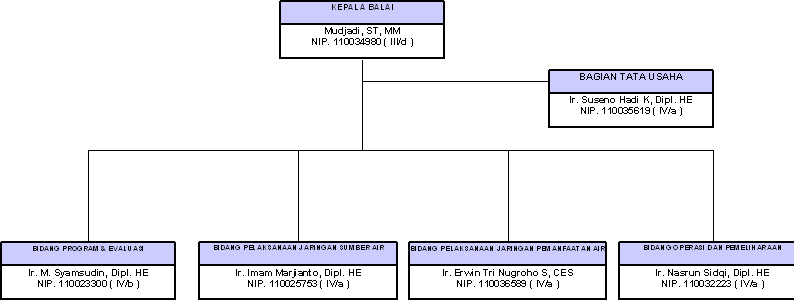 KEPALA BALAI
Mudjadi, ST, MM
NIP. 110034980 ( III/d )
BAGIAN TATA USAHA
Ir. Suseno Hadi K, Dipl. HE
NIP. 110035619 ( IV/a )
BIDANG PROGRAM & EVALUASI
Ir. M. Syamsudin, Dipl. HE
NIP. 110023300 ( IV/b )
BIDANG PELAKSANAAN JARINGAN SUMBER AIR
Ir. Imam Marjianto, Dipl. HE
NIP. 110025753 ( IV/a )
BIDANG PELAKSANAAN JARINGAN PEMANFAATAN AIR
Ir. Erwin Tri Nugroho S, CES
NIP. 110036589 ( IV/a )
BIDANG OPERASI DAN PEMELIHARAAN
Ir. Nasrun Sidqi, Dipl. HE
NIP. 110032223 ( IV/a )